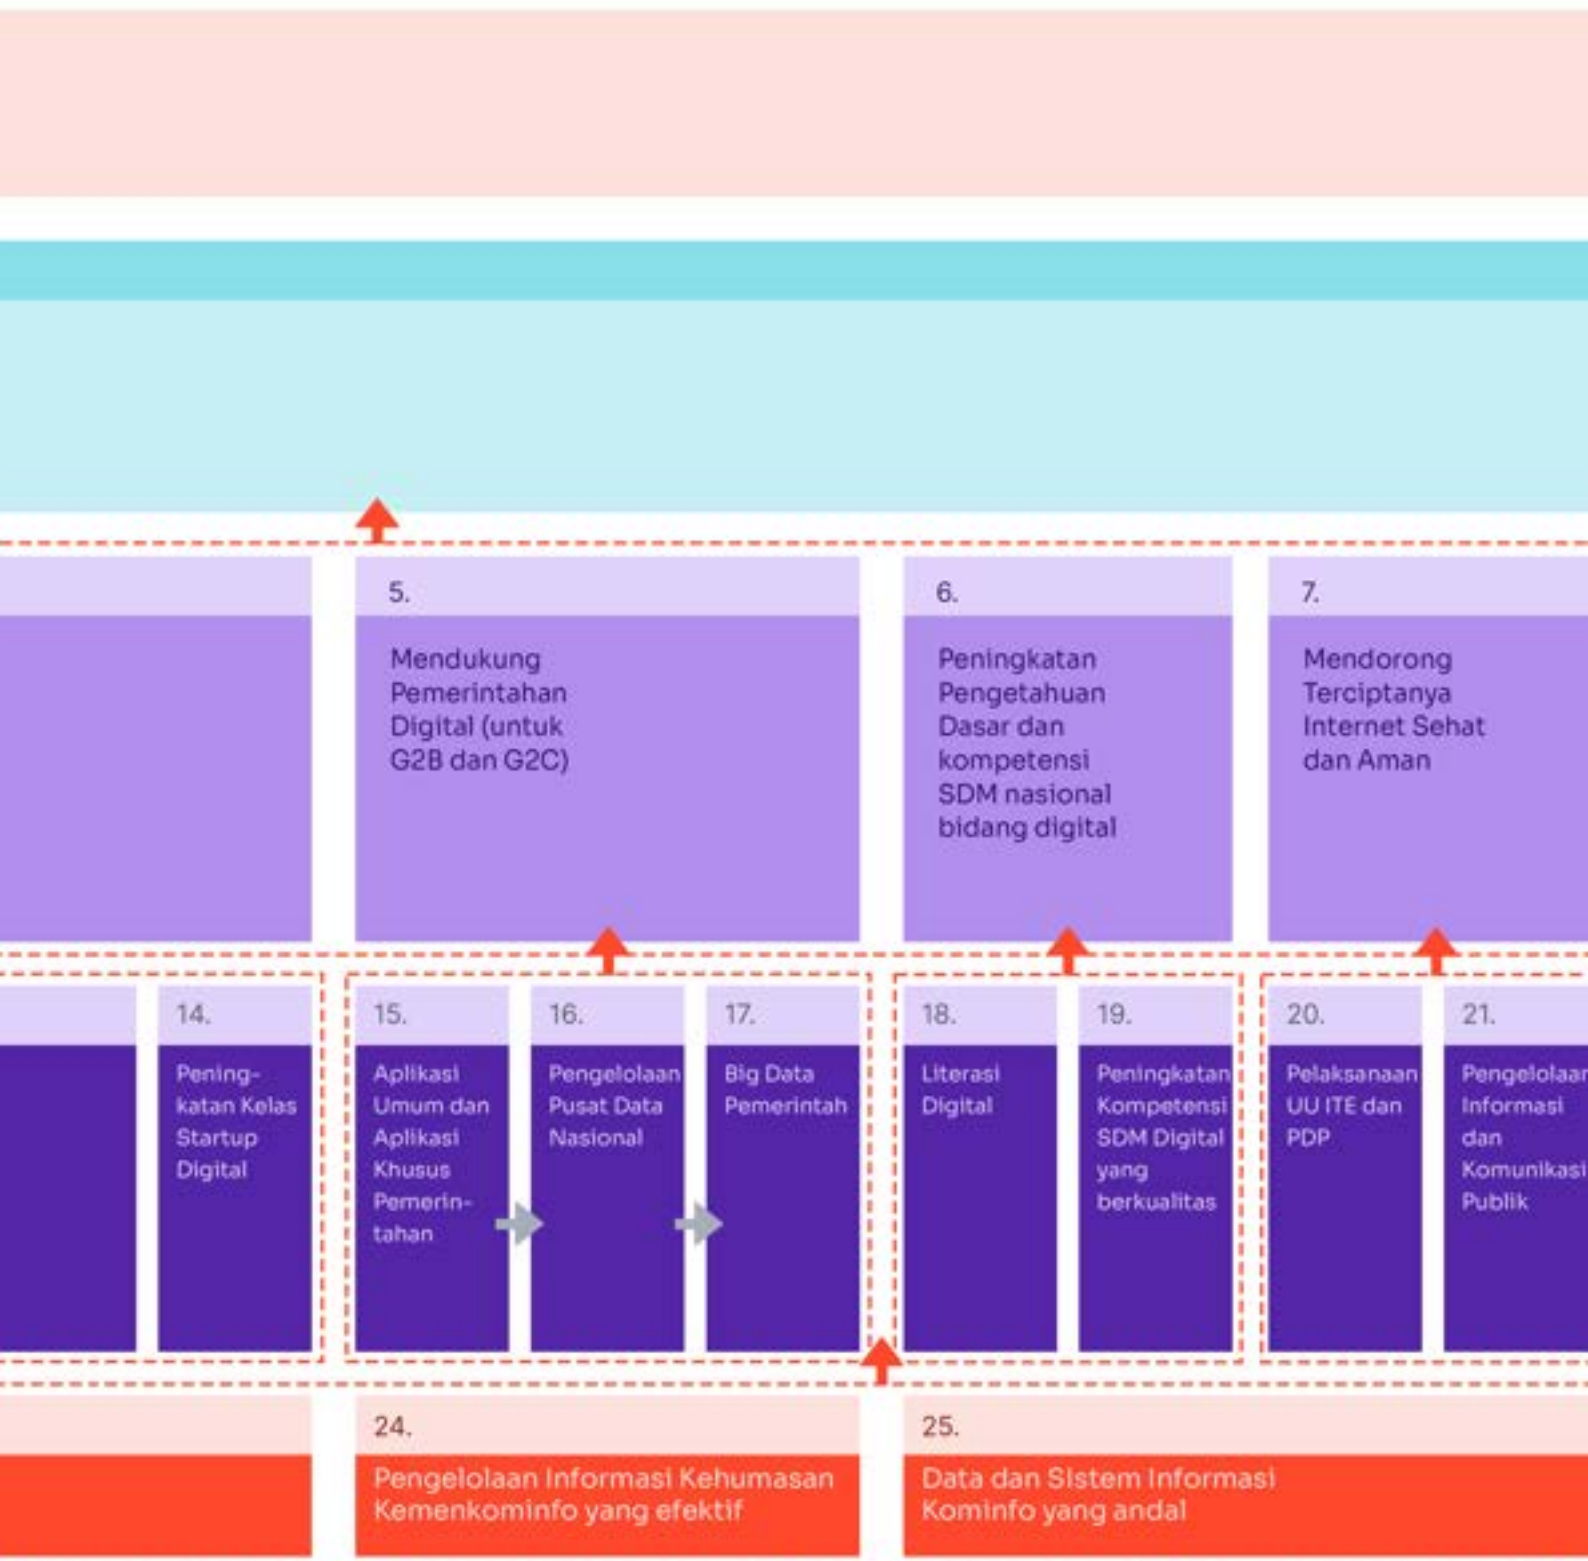 5.
Mendukung
Pemerintahan
Digital (untuk
G2B dan G2C)
6.
Peningkatan
Pengetahuan
Dasar dan
kompetensi
SDM nasional
bidang digital
7.
Mendorong
Terciptanya
Internet Sehat
dan Aman
14.
Pening-
katan Kelas
Startup
Digital
15.
Aplikasi
Umum dan
Aplikasi
Khusus
Pemerin-
tahan
16.
Pengelolaan
Pusat Data
Nasional
17.
Big Data
Pemerintah
18.
Literasi
Digital
19.
Peningkatan
Kompetensi
SDM Digital
yang
berkualitas
20.
Pelaksanaan
UU ITE dan
PDP
21.
Pengelolaan
Informasi
dan
Komunikasi
Publik
24.
Pengelolaan Informasi Kehumasan
Kemenkominfo yang efektif
25.
Data dan SIstem Informasi
Kominfo yang andal